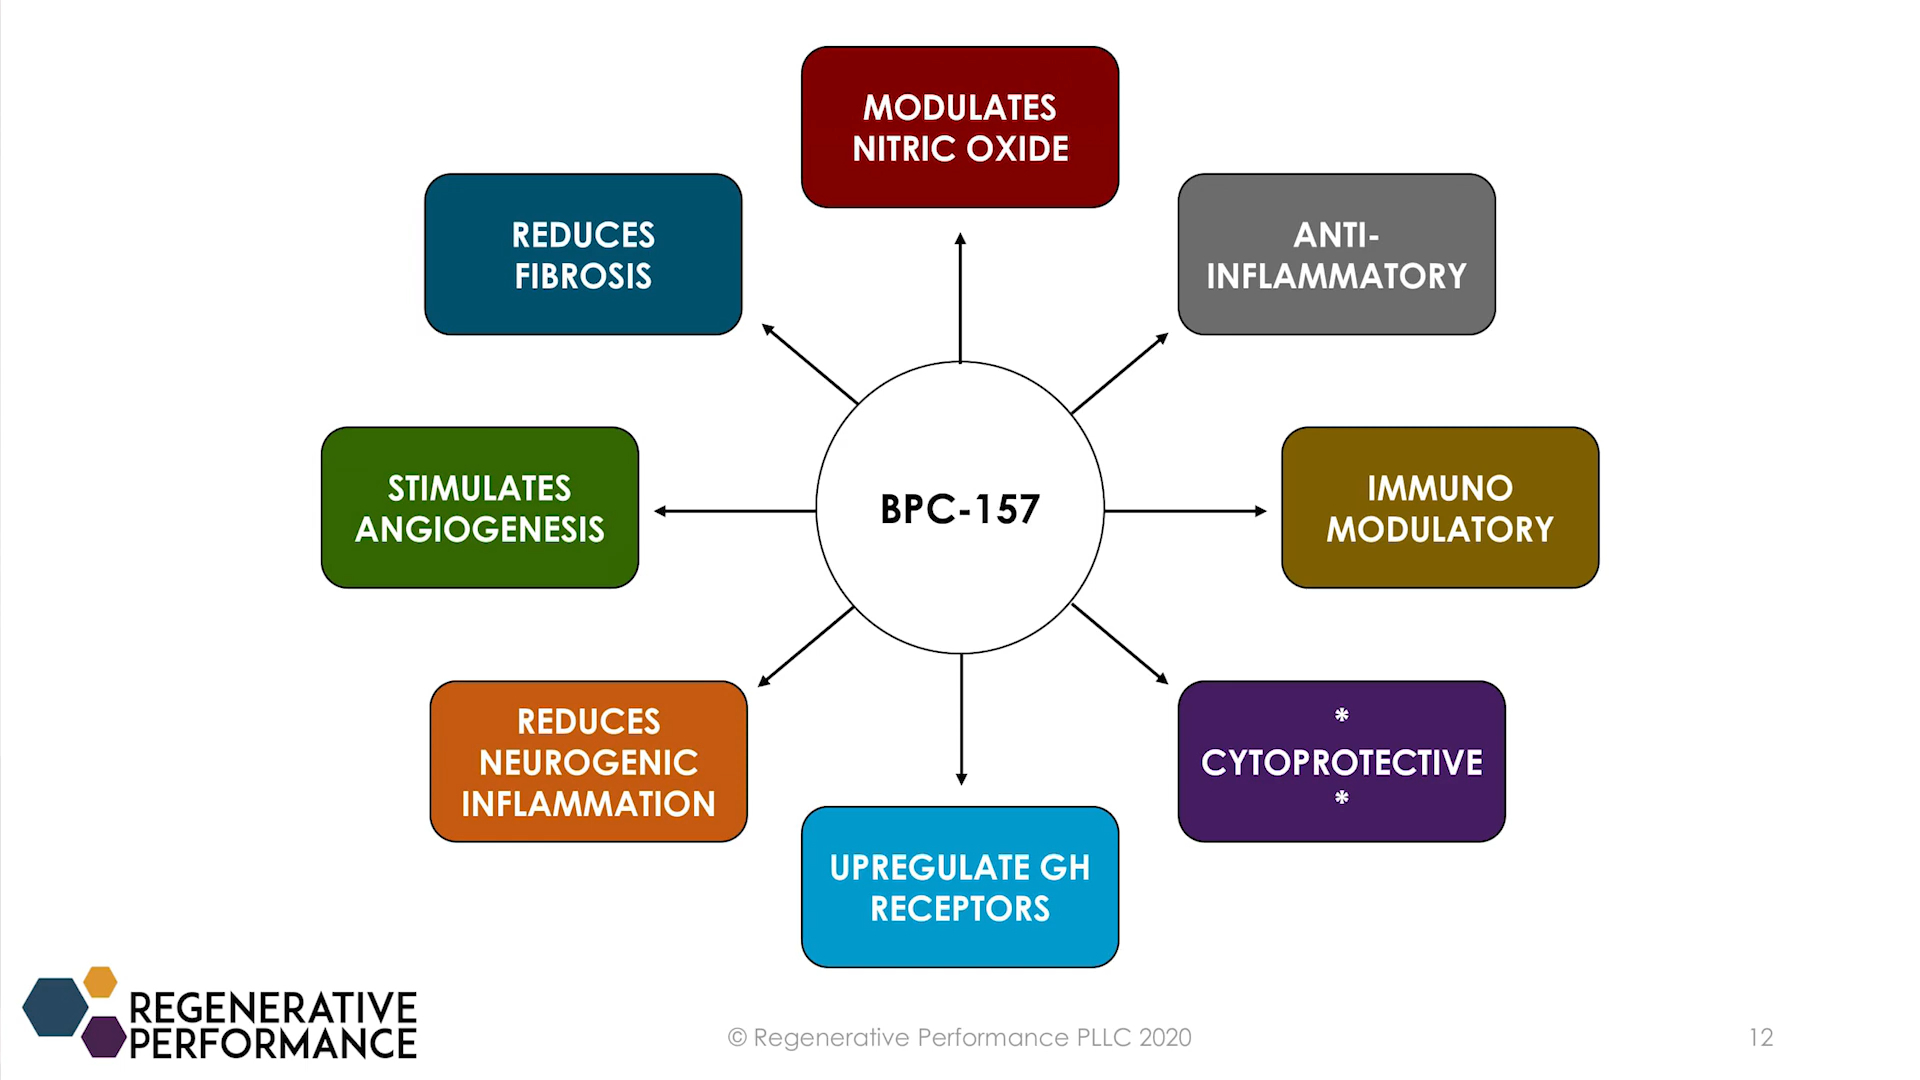 MODULATES
NITRIC OXIDE
REDUCES
FIBROSIS
ANTI-
INFLAMMATORY
STIMULATES
ANGIOGENESIS
BPC-157
IMMUNO
MODULATORY
REDUCES
NEUROGENIC
INFLAMMATION
*
CYTOPROTECTIVE
*
UPREGULATE GH
RECEPTORS
REGENERATIVE
PERFORMANCE
© Regenerative Performance PLLC 2020
12